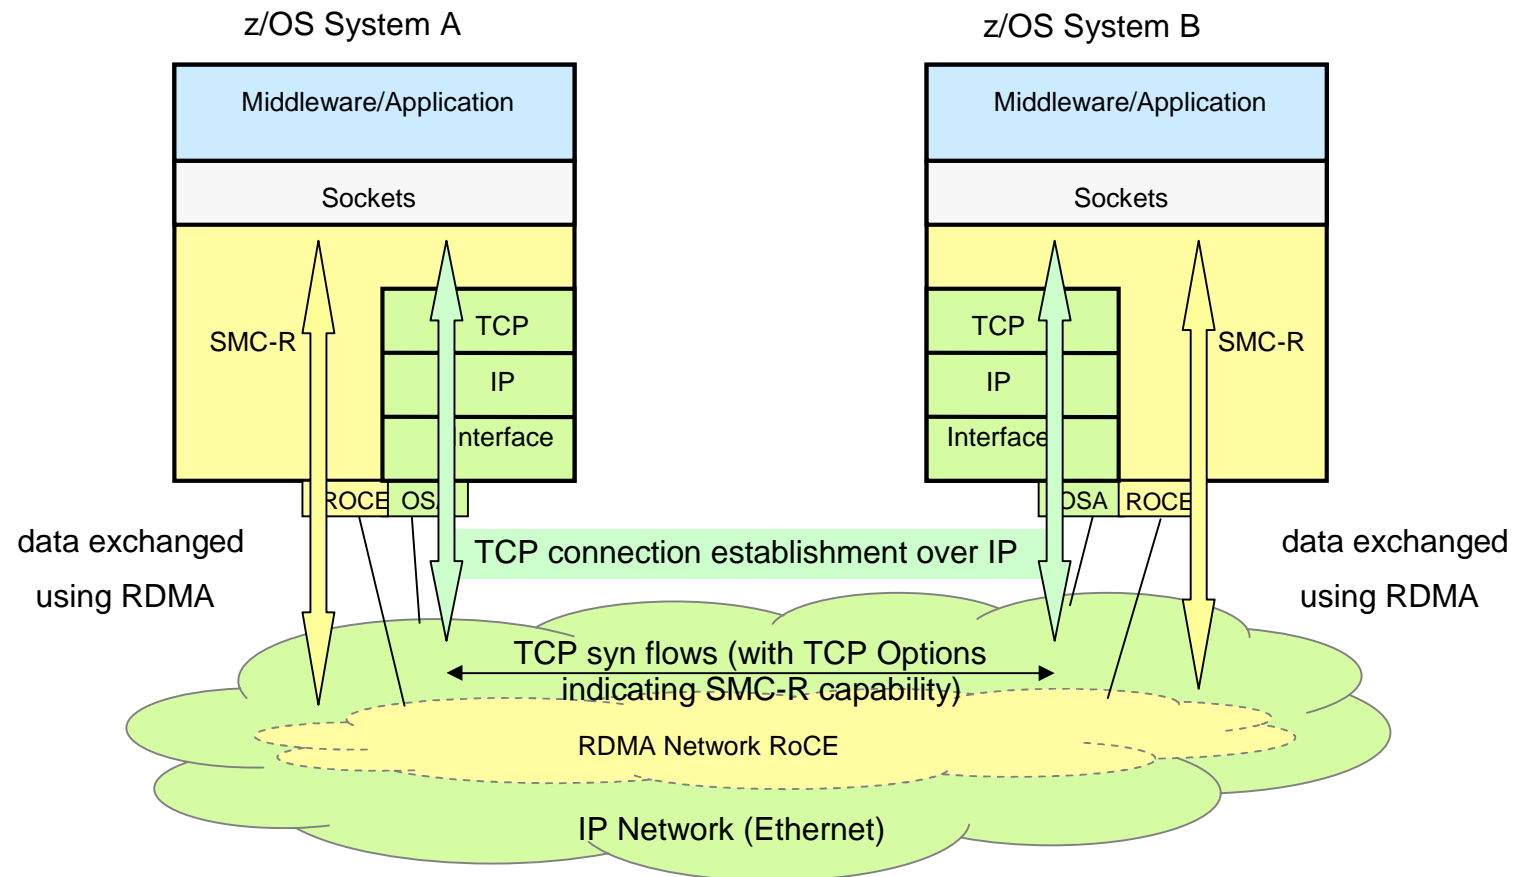 z/OS System A
z/OS System B
Middleware/Application
Middleware/Application
Sockets
Sockets
SMC-R
TCP
TCP
SMC-R
IP
IP
nterface
Interface
ROCE
OSA
OSA
ROCE
data exchanged
using RDMA
TCP connection establishment over IP
data exchanged
using RDMA
TCP syn flows (with TCP Options
indicating SMC-R capability)
RDMA Network RoCE
IP Network (Ethernet)